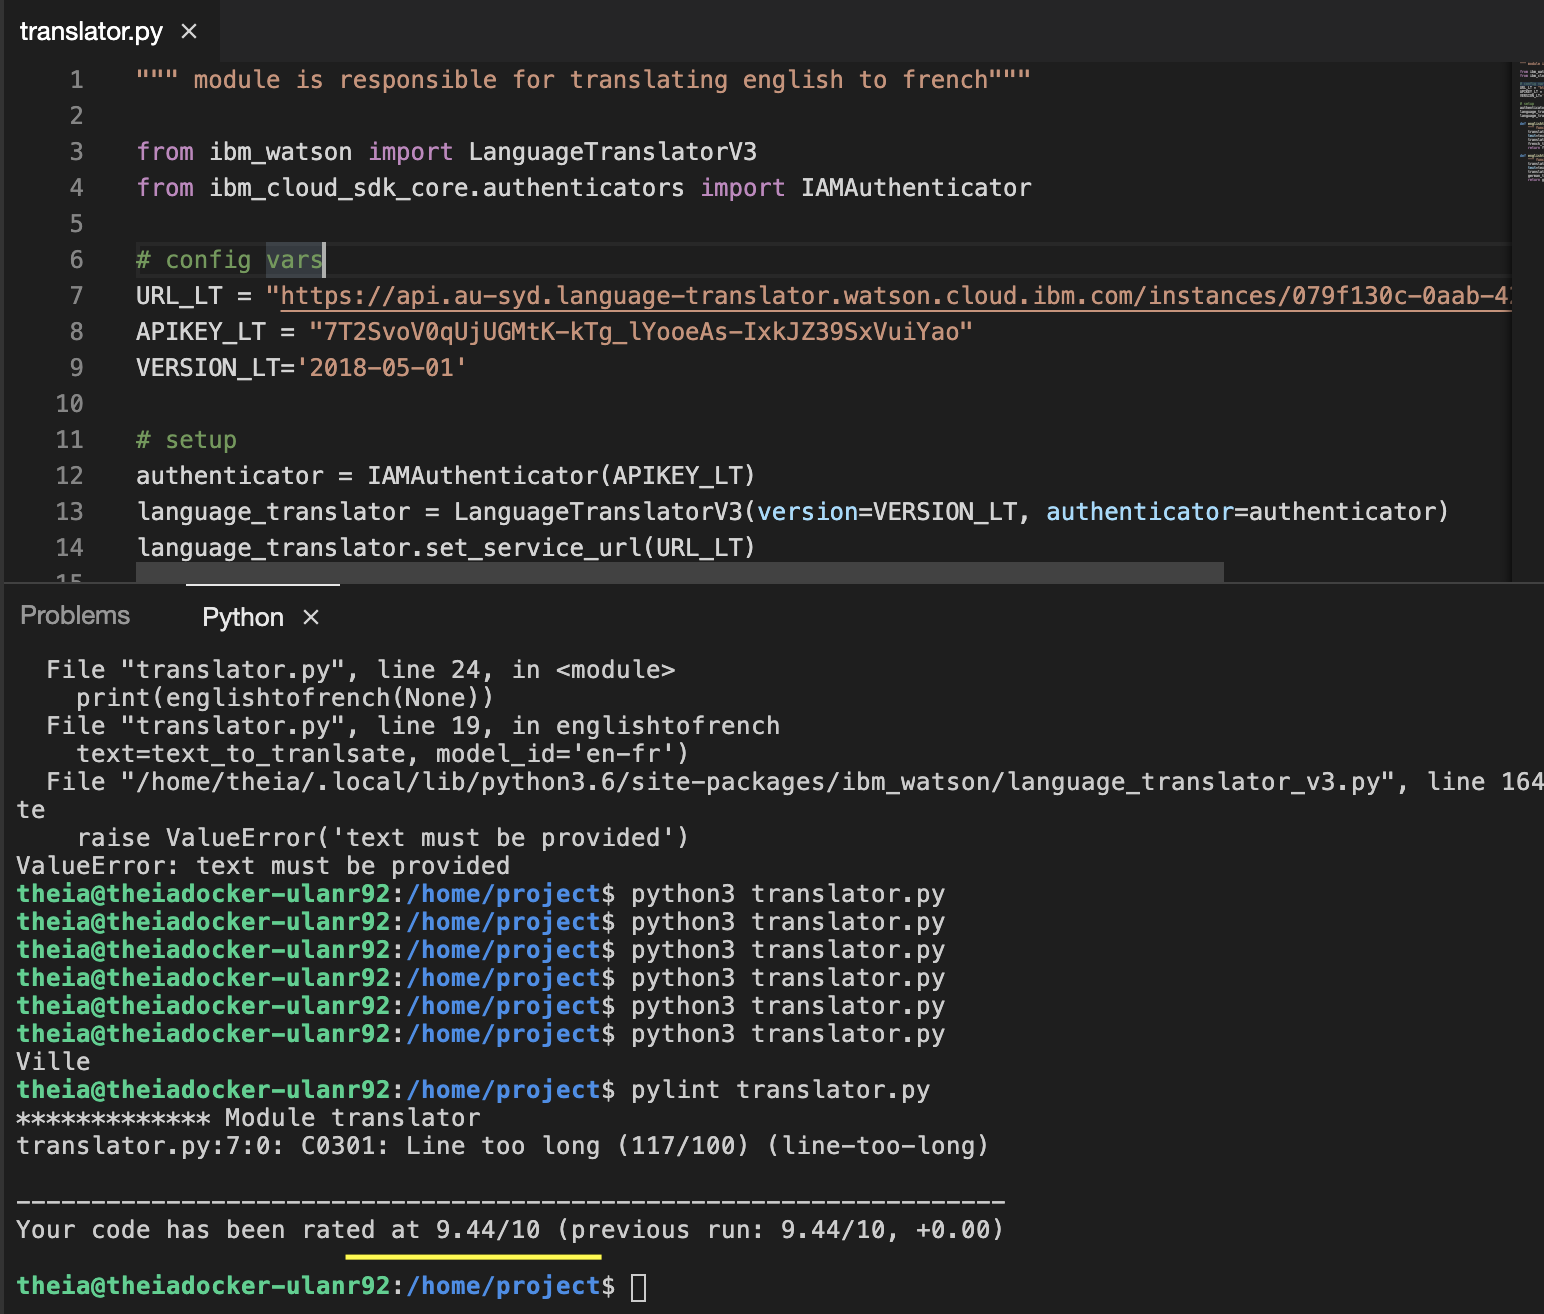 translator.py ×
1 """ module is responsible for translating english to french"""
2
3 from ibm_watson import LanguageTranslatorV3
4 from ibm_cloud_sdk_core.authenticators import IAMAuthenticator
5
6 # config vars
7 URL_LT = "https://api.au-syd.language-translator.watson.cloud.ibm.com/instances/079f130c-0aab-4
8 APIKEY_LT = "7T2SvoV0qUjUGMtK-kTg_lYooeAs-IxkJZ39SxVuiYao"
9 VERSION_LT='2018-05-01'
10
11 # setup
12 authenticator = IAMAuthenticator(APIKEY_LT)
13 language_translator = LanguageTranslatorV3(version=VERSION_LT, authenticator=authenticator)
14 language_translator.set_service_url(URL_LT)
15
Problems Python ×
File "translator.py", line 24, in <module>
print(englishtofrench(None))
File "translator.py", line 19, in englishtofrench
text=text_to_tranlsate, model_id='en-fr')
File "/home/theia/.local/lib/python3.6/site-packages/ibm_watson/language_translator_v3.py", line 164
te
raise ValueError('text must be provided')
ValueError: text must be provided
theia@theiadocker-ulanr92:/home/project$ python3 translator.py
theia@theiadocker-ulanr92:/home/project$ python3 translator.py
theia@theiadocker-ulanr92:/home/project$ python3 translator.py
theia@theiadocker-ulanr92:/home/project$ python3 translator.py
theia@theiadocker-ulanr92:/home/project$ python3 translator.py
theia@theiadocker-ulanr92:/home/project$ python3 translator.py
Ville
theia@theiadocker-ulanr92:/home/project$ pylint translator.py
************* Module translator
translator.py:7:0: C0301: Line too long (117/100) (line-too-long)
------------------------------------------------------------------
Your code has been rated at 9.44/10 (previous run: 9.44/10, +0.00)
theia@theiadocker-ulanr92:/home/project$